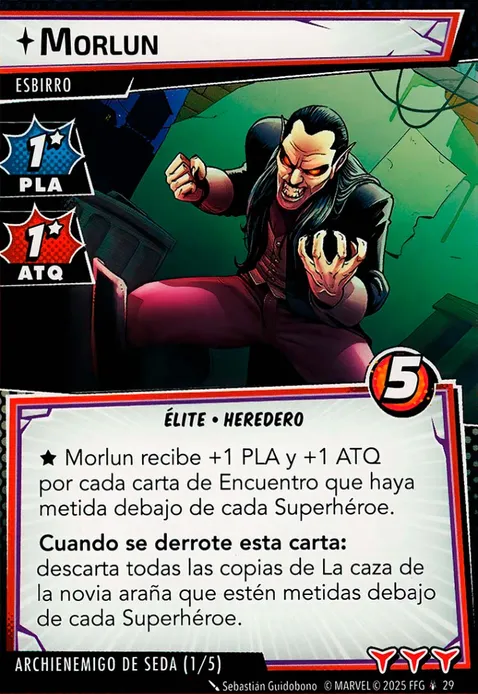 MORLUN
ESBIRRO
1
PLA
1
ATQ
5
ÉLITE • HEREDERO
★ Morlun recibe +1 PLA y +1 ATQ
por cada carta de Encuentro que haya
metida debajo de cada Superhéroe.
Cuando se derrote esta carta:
descarta todas las copias de La caza de
la novia araña que estén metidas debajo
de cada Superhéroe.
ARCHIENEMIGO DE SEDA (1/5)
Sebastián Guidobono © MARVEL © 2025 FFG 29